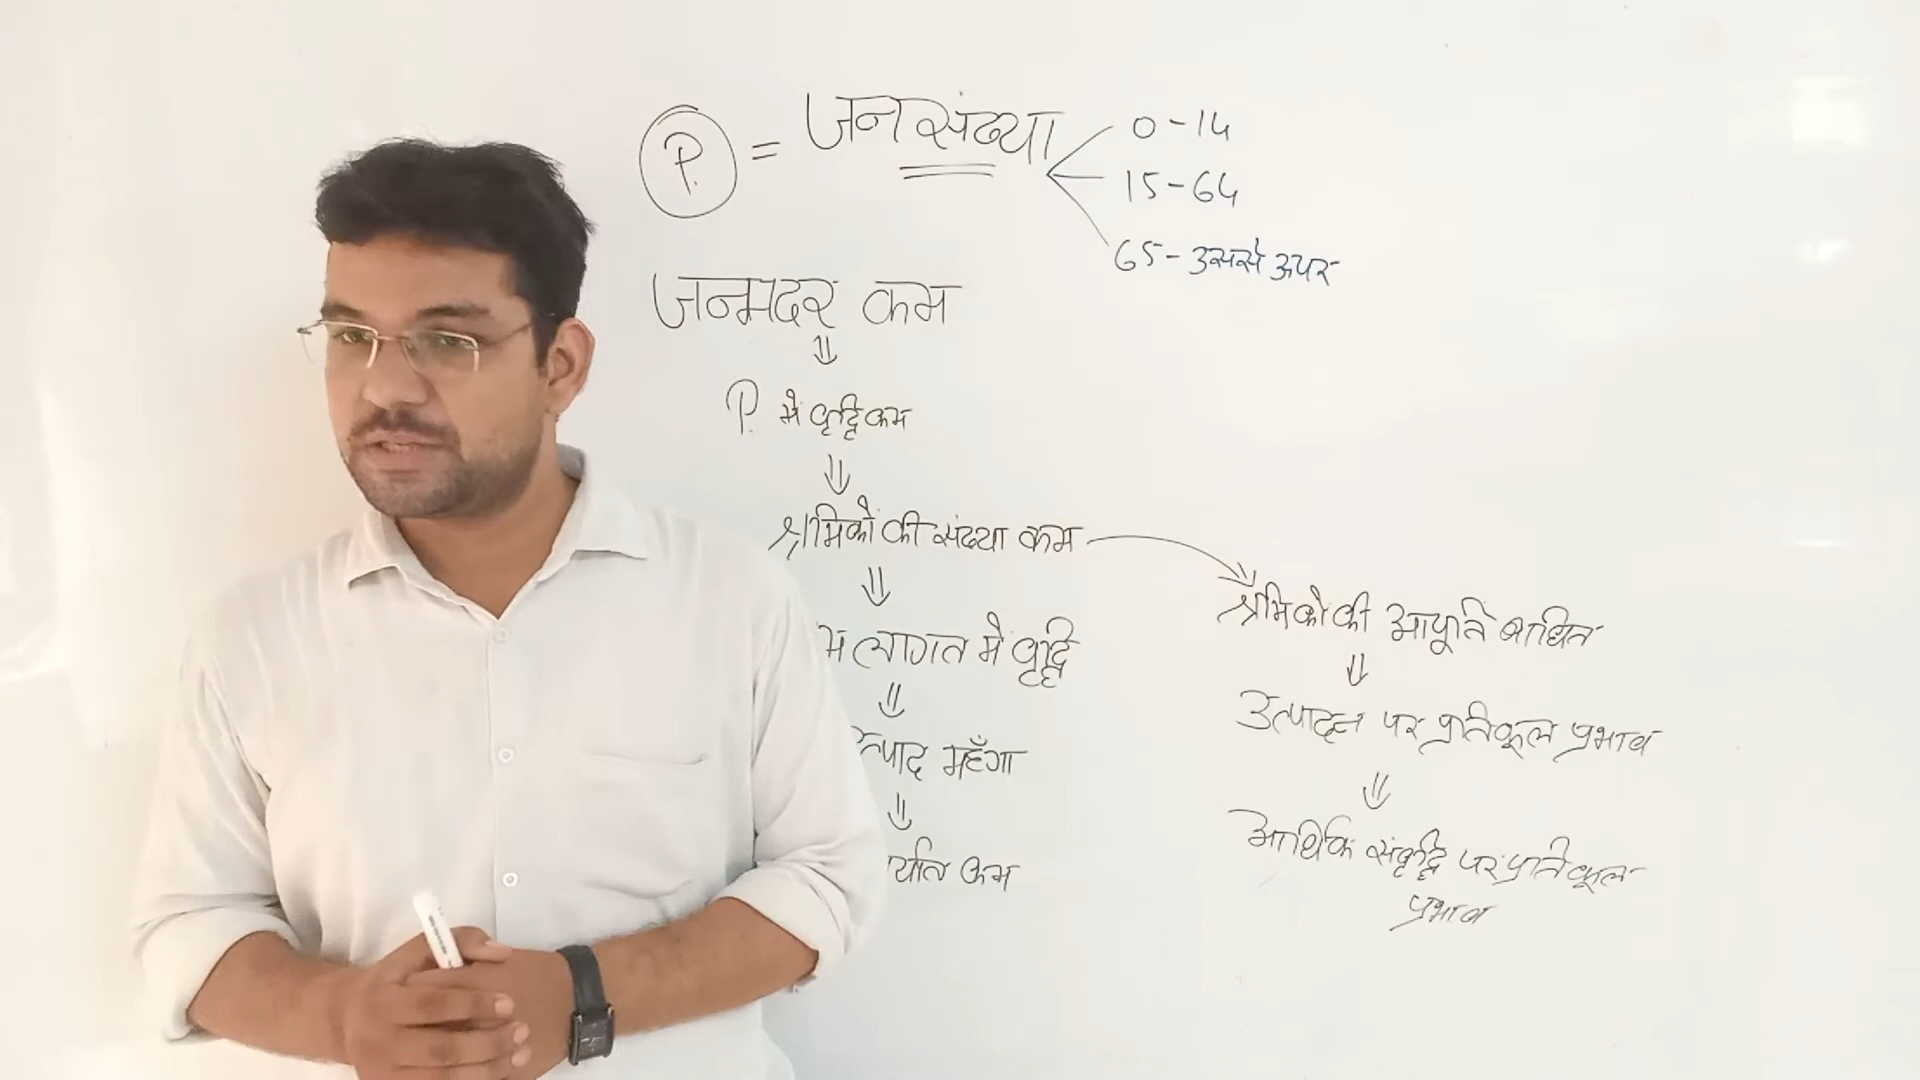 P. = जनसंख्या
0-14
15-64
65- उससे ऊपर
जन्मदर कम
⇓
P. में वृद्धि कम
⇓
श्रमिकों की संख्या कम
⇓
लागत में वृद्धि
⇓
महँगा
⇓
कम
श्रमिकों की आपूर्ति बाधित
⇓
उत्पादन पर प्रतिकूल प्रभाव
⇓
आर्थिक संवृद्धि पर प्रतिकूल
प्रभाव